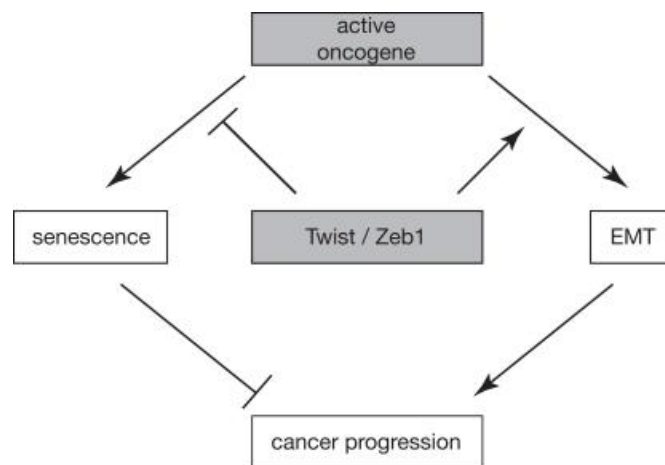 active
oncogene
senescence
Twist / Zeb1
EMT
cancer progression